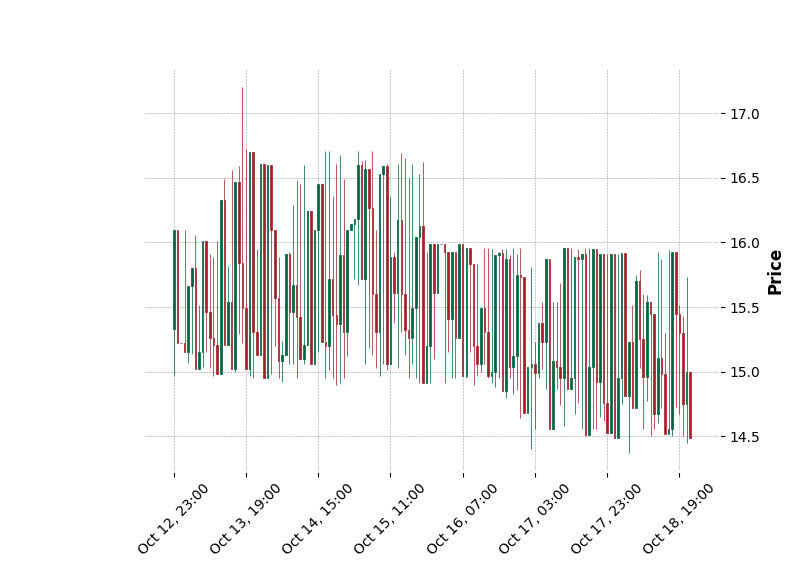 17.0
16.5
16.0
15.5
15.0
14.5
Price
Oct 12, 23:00
Oct 13, 19:00
Oct 14, 15:00
Oct 15, 11:00
Oct 16, 07:00
Oct 17, 03:00
Oct 17, 23:00
Oct 18, 19:00